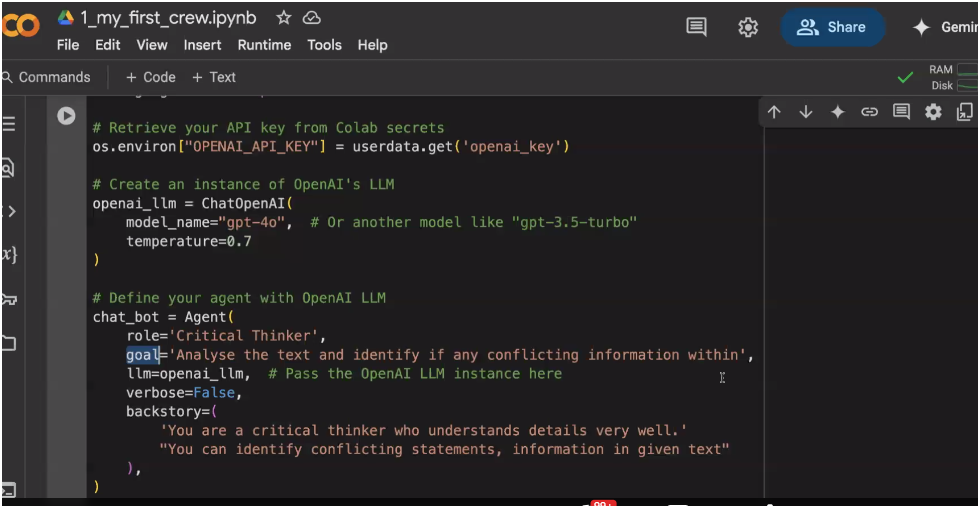 1_my_first_crew.ipynb
File Edit View Insert Runtime Tools Help
Share
Commands + Code + Text
RAM
Disk
# Retrieve your API key from Colab secrets
os.environ["OPENAI_API_KEY"] = userdata.get('openai_key')
# Create an instance of OpenAI's LLM
openai_llm = ChatOpenAI(
model_name="gpt-4o",  # Or another model like "gpt-3.5-turbo"
temperature=0.7
)
# Define your agent with OpenAI LLM
chat_bot = Agent(
role='Critical Thinker',
goal='Analyse the text and identify if any conflicting information within',
llm=openai_llm,  # Pass the OpenAI LLM instance here
verbose=False,
backstory=(
'You are a critical thinker who understands details very well.'
"You can identify conflicting statements, information in given text"
),
)